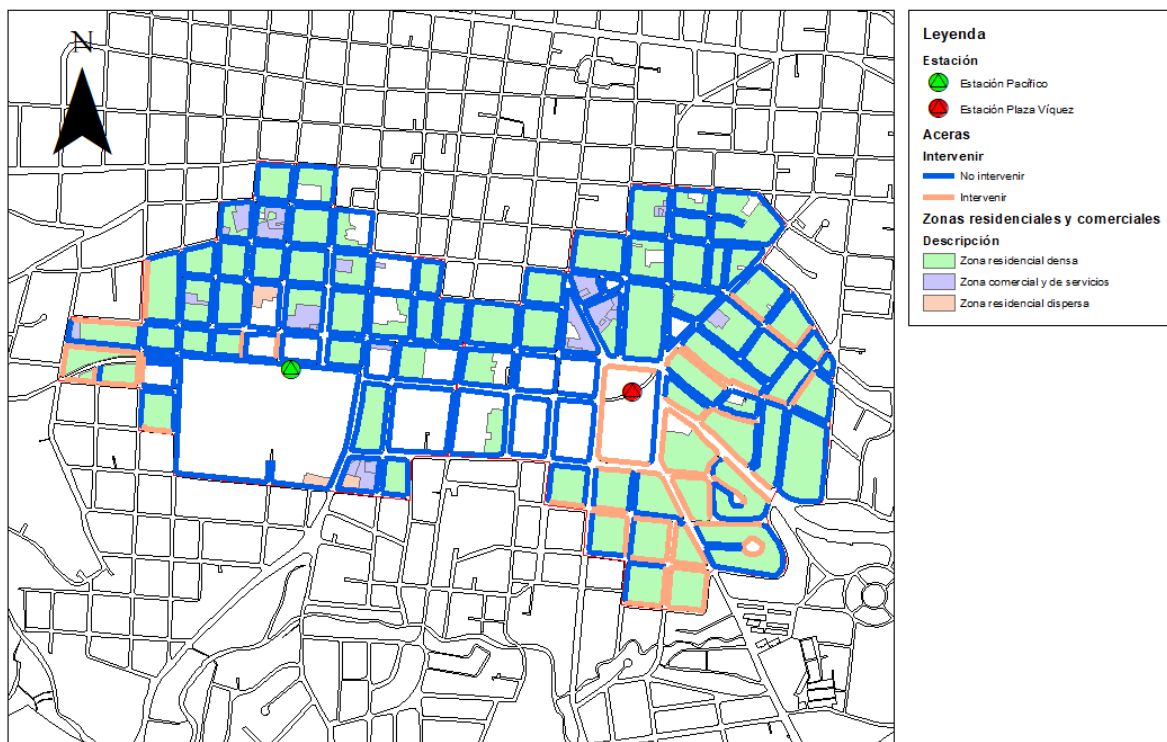 N
Leyenda
Estación
Estación Pacífico
Estación Plaza Víquez
Aceras
Intervenir
No intervenir
Intervenir
Zonas residenciales y comerciales
Descripción
Zona residencial densa
Zona comercial y de servicios
Zona residencial dispersa